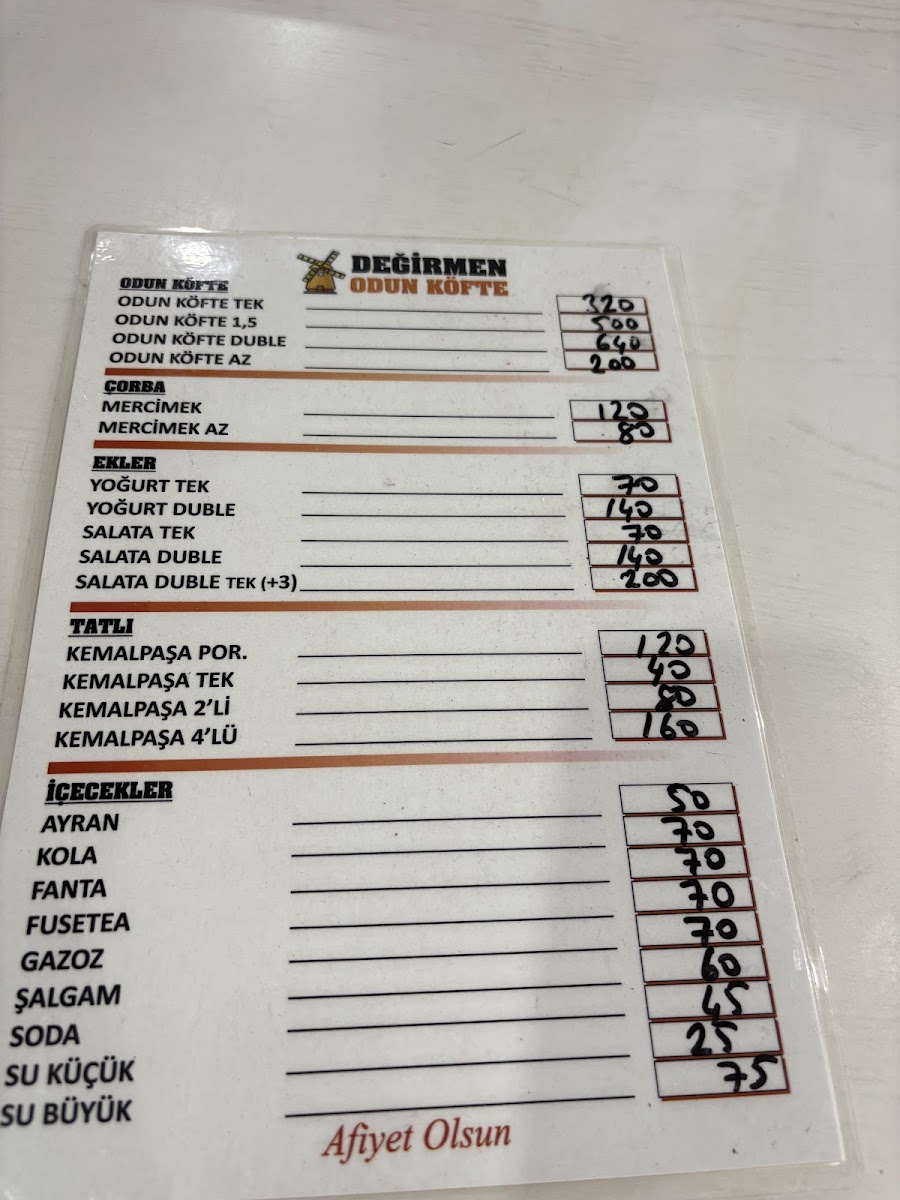 DEĞİRMEN
ODUN KÖFTE
ODUN KÖFTE
ODUN KÖFTE TEK 320
ODUN KÖFTE 1,5 500
ODUN KÖFTE DUBLE 640
ODUN KÖFTE AZ 200
ÇORBA
MERCİMEK 120
MERCİMEK AZ 80
EKLER
YOĞURT TEK 70
YOĞURT DUBLE 140
SALATA TEK 70
SALATA DUBLE 140
SALATA DUBLE TEK (+3) 200
TATLI
KEMALPAŞA POR. 120
KEMALPAŞA TEK 40
KEMALPAŞA 2'Lİ 80
KEMALPAŞA 4'LÜ 160
İÇECEKLER
AYRAN 50
KOLA 70
FANTA 70
FUSETEA 70
GAZOZ 70
ŞALGAM 60
SODA 45
SU KÜÇÜK 25
SU BÜYÜK 75
Afiyet Olsun